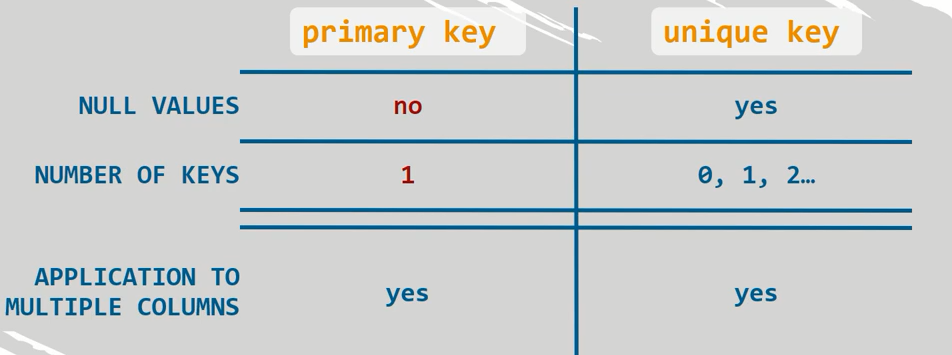 primary key unique key
NULL VALUES no yes
NUMBER OF KEYS 1 0, 1, 2…
APPLICATION TO
MULTIPLE COLUMNS yes yes